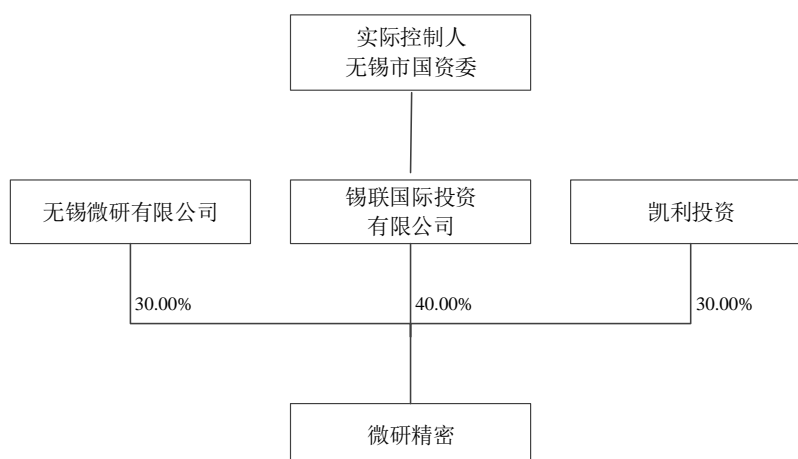 实际控制人
无锡市国资委
无锡微研有限公司
锡联国际投资
有限公司
凯利投资
30.00%
40.00%
30.00%
微研精密